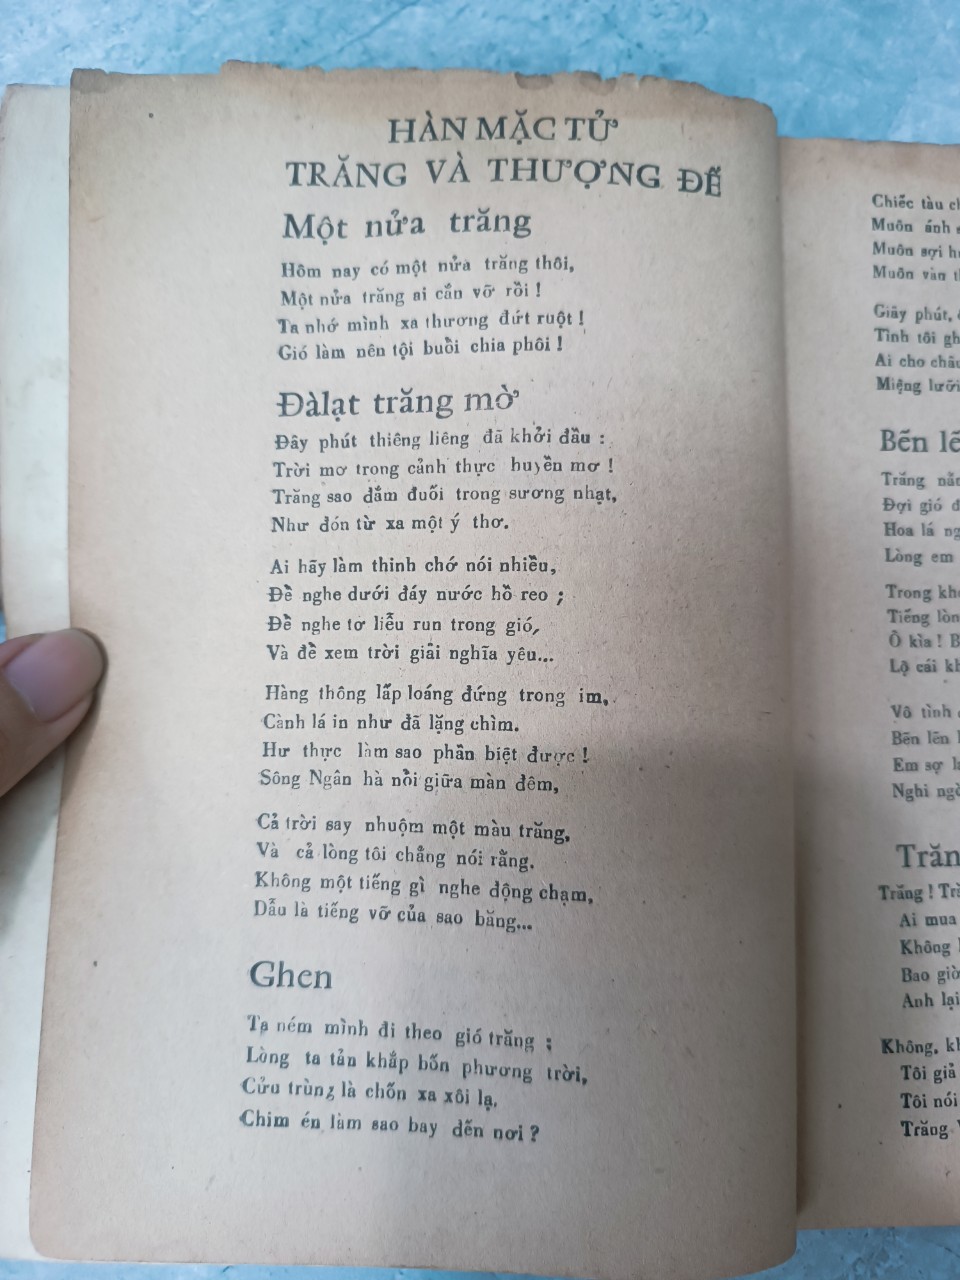 HÀN MẶC TỬ
TRĂNG VÀ THƯỢNG ĐẾ
Một nửa trăng
Hôm nay có một nửa trăng thôi,
Một nửa trăng ai cắn vỡ rồi !
Ta nhớ mình xa thương đứt ruột !
Gió làm nên tội buồi chia phôi !
Đàlạt trăng mờ
Đây phút thiêng liêng đã khởi đầu :
Trời mơ trong cảnh thực huyền mơ !
Trăng sao đắm đuối trong sương nhạt,
Như đón từ xa một ý thơ.
Ai hãy làm thinh chớ nói nhiều,
Đề nghe dưới đáy nước hồ reo ;
Đề nghe tơ liễu run trong gió,
Và đề xem trời giải nghĩa yêu...
Hàng thông lấp loáng đứng trong im,
Cành lá in như đã lặng chìm.
Hư thực làm sao phần biệt được !
Sông Ngân hà nồi giữa màn đêm,
Cả trời say nhuộm một màu trăng,
Và cả lòng tôi chẳng nói rằng.
Không một tiếng gì nghe động chạm,
Dẫu là tiếng vỡ của sao băng...
Ghen
Ta ném mình đi theo gió trăng ;
Lòng ta tản khắp bốn phương trời,
Cửu trùng là chốn xa xôi lạ.
Chim én làm sao bay đến nơi ?
Chiếc tàu
Muôn ánh
Muôn sợi
Muôn vàn
Giây phút,
Tình tôi
Ai cho
Miệng lưỡi
Bẽn
Trăng
Đợi gió
Hoa lá
Lòng em
Trong
Tiếng
Ô kìa !
Lộ cái
Vô tình
Bẽn lẽn
Em sợ
Nghi
Trăng !
Ai mua
Không
Bao giờ
Anh lại
Không,
Tôi giả
Tôi nói
Trăng